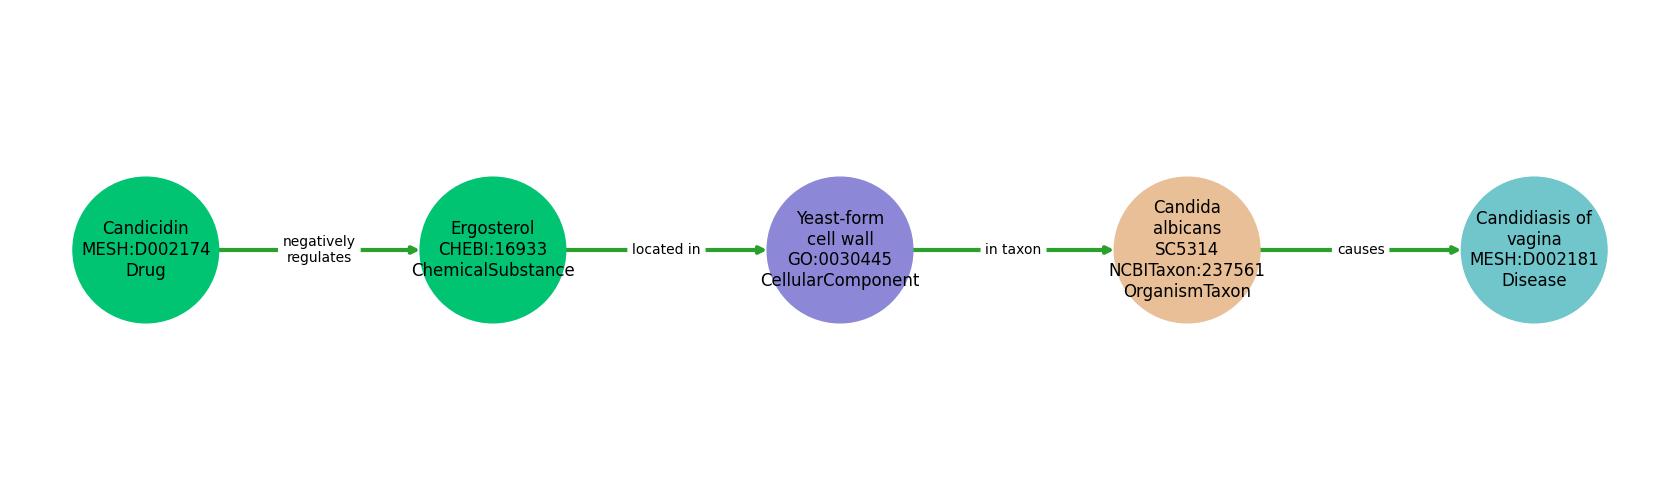 Candicidin
MESH:D002174
Drug
negatively
regulates
Ergosterol
CHEBI:16933
ChemicalSubstance
located in
Yeast-form
cell wall
GO:0030445
CellularComponent
in taxon
Candida
albicans
SC5314
NCBITaxon:237561
OrganismTaxon
causes
Candidiasis of
vagina
MESH:D002181
Disease